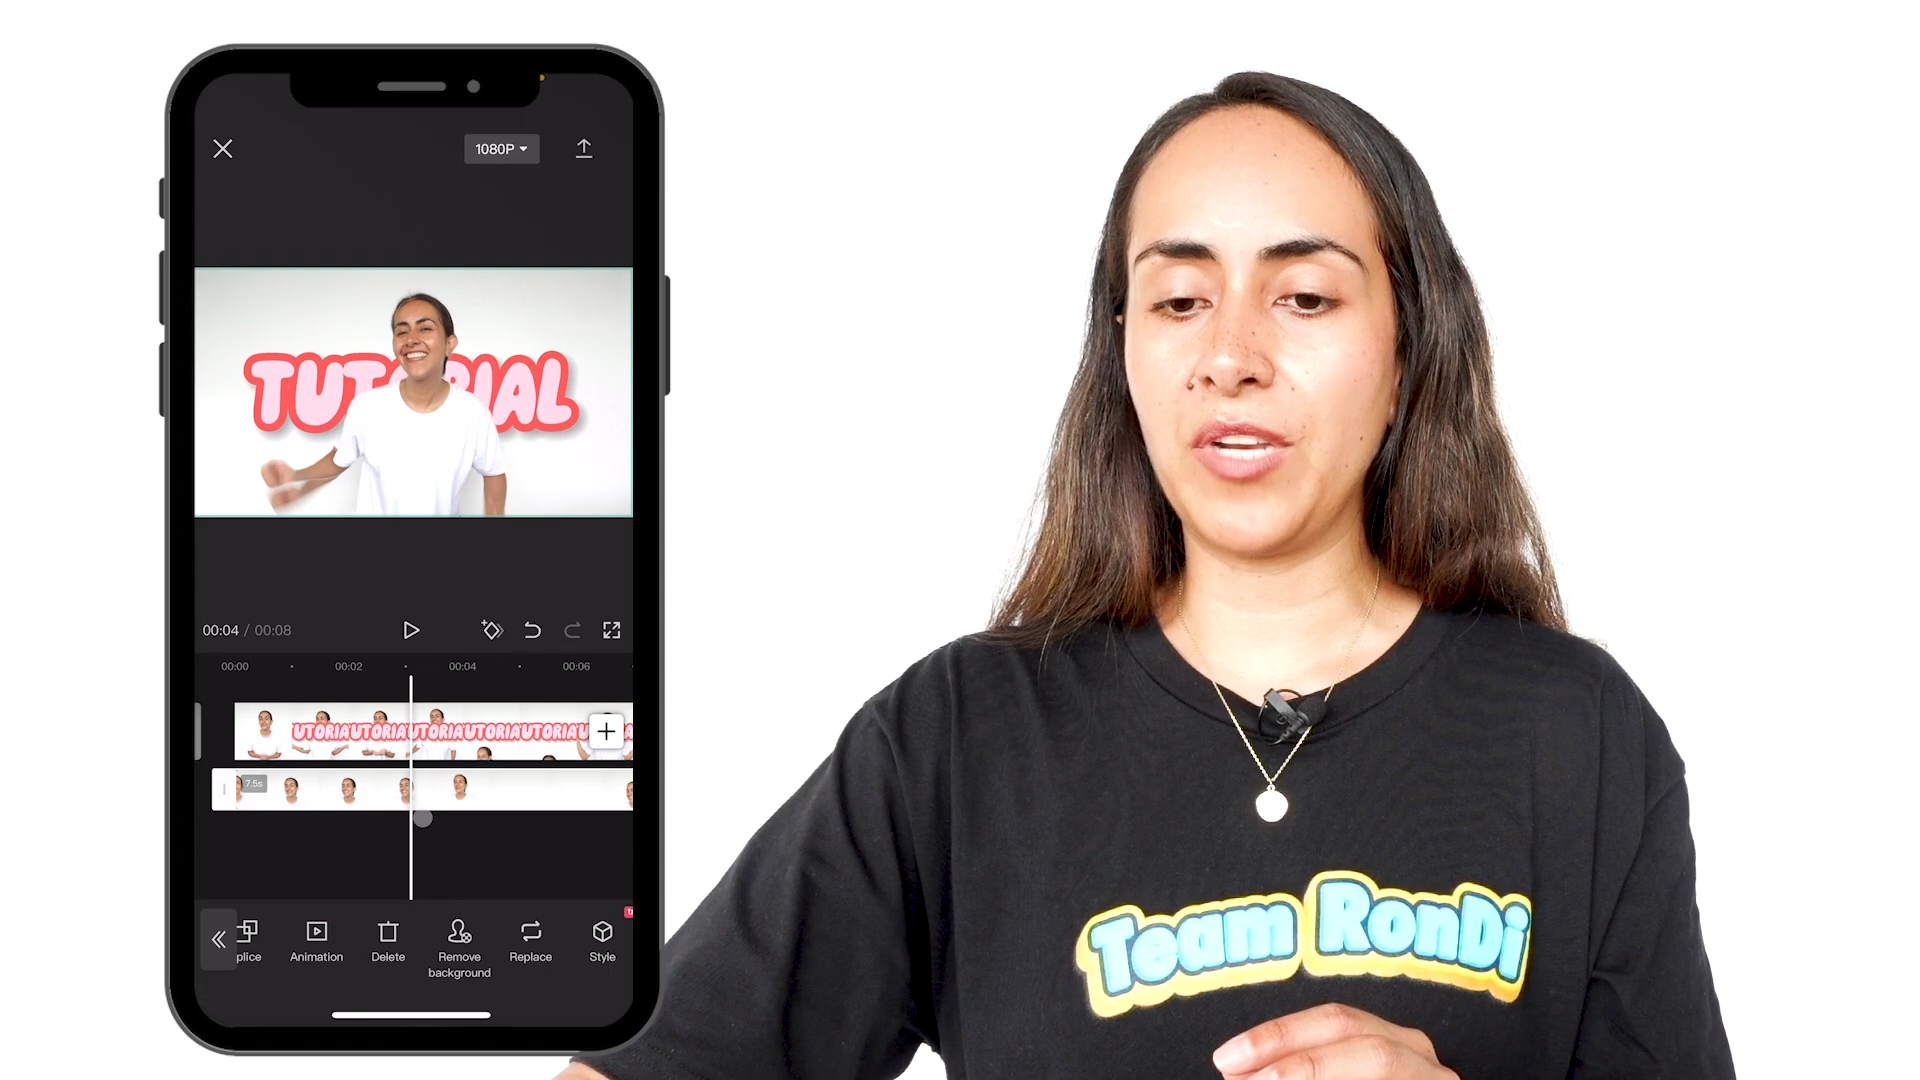 1080P
TUTORIAL
00:04 / 00:08
00:00
00:02
00:04
00:06
UTORIAUTORIAUTORIAUTORIAUTORIAU
7.5s
plice
Animation
Delete
Remove
background
Replace
Style
Team RonDi